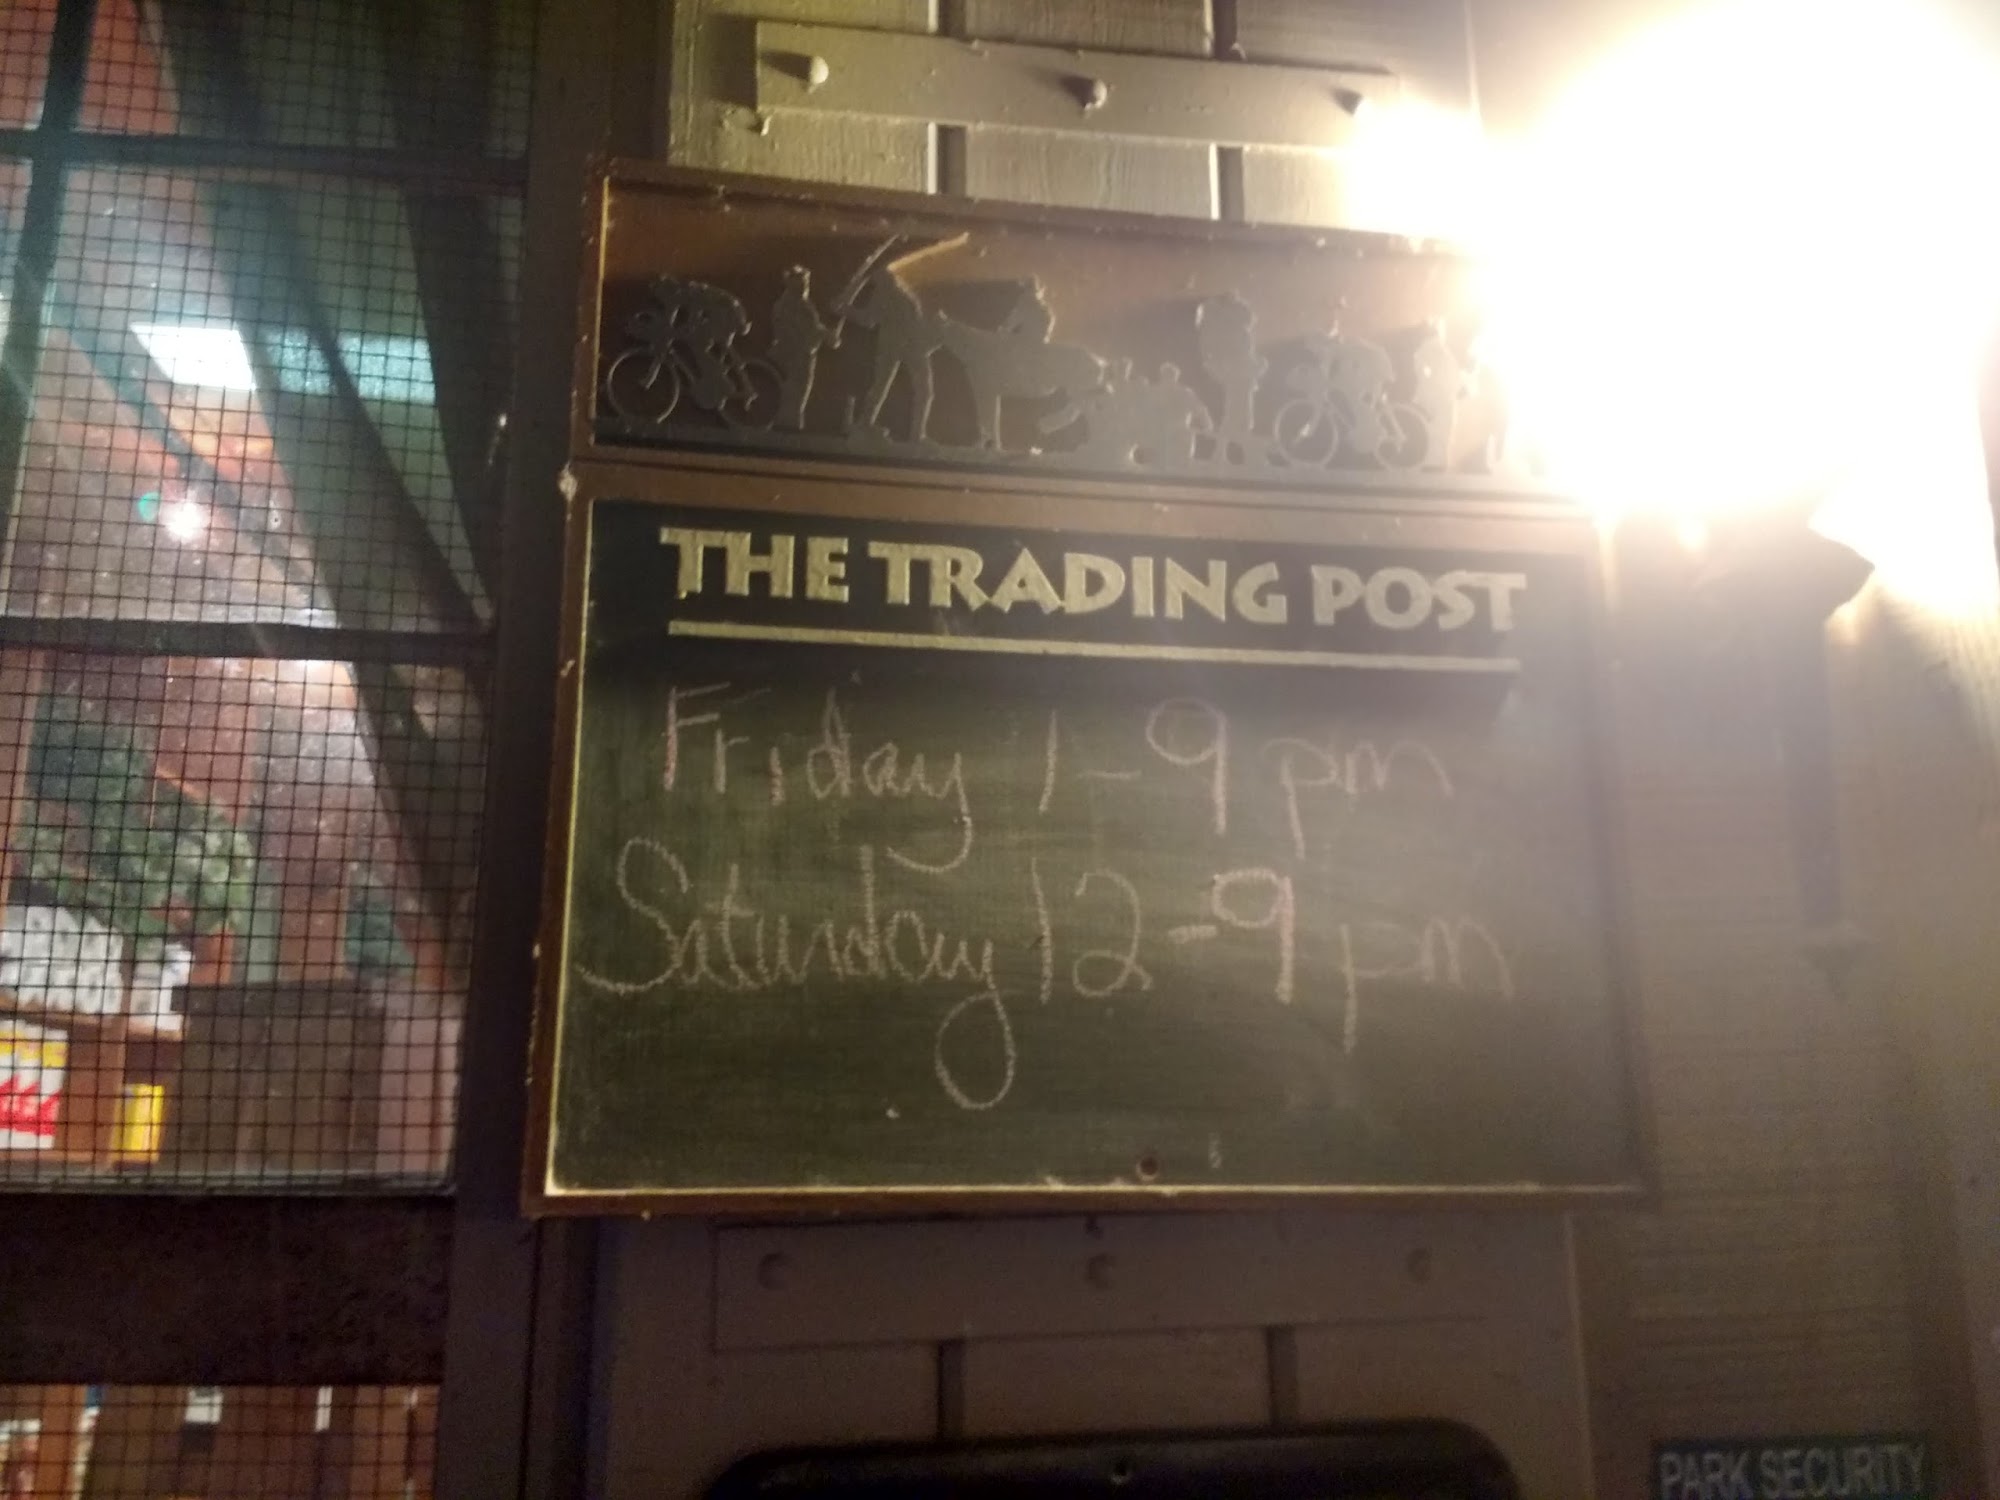 THE TRADING POST
Friday 1-9 pm
Saturday 12-9 pm
PARK SECURITY